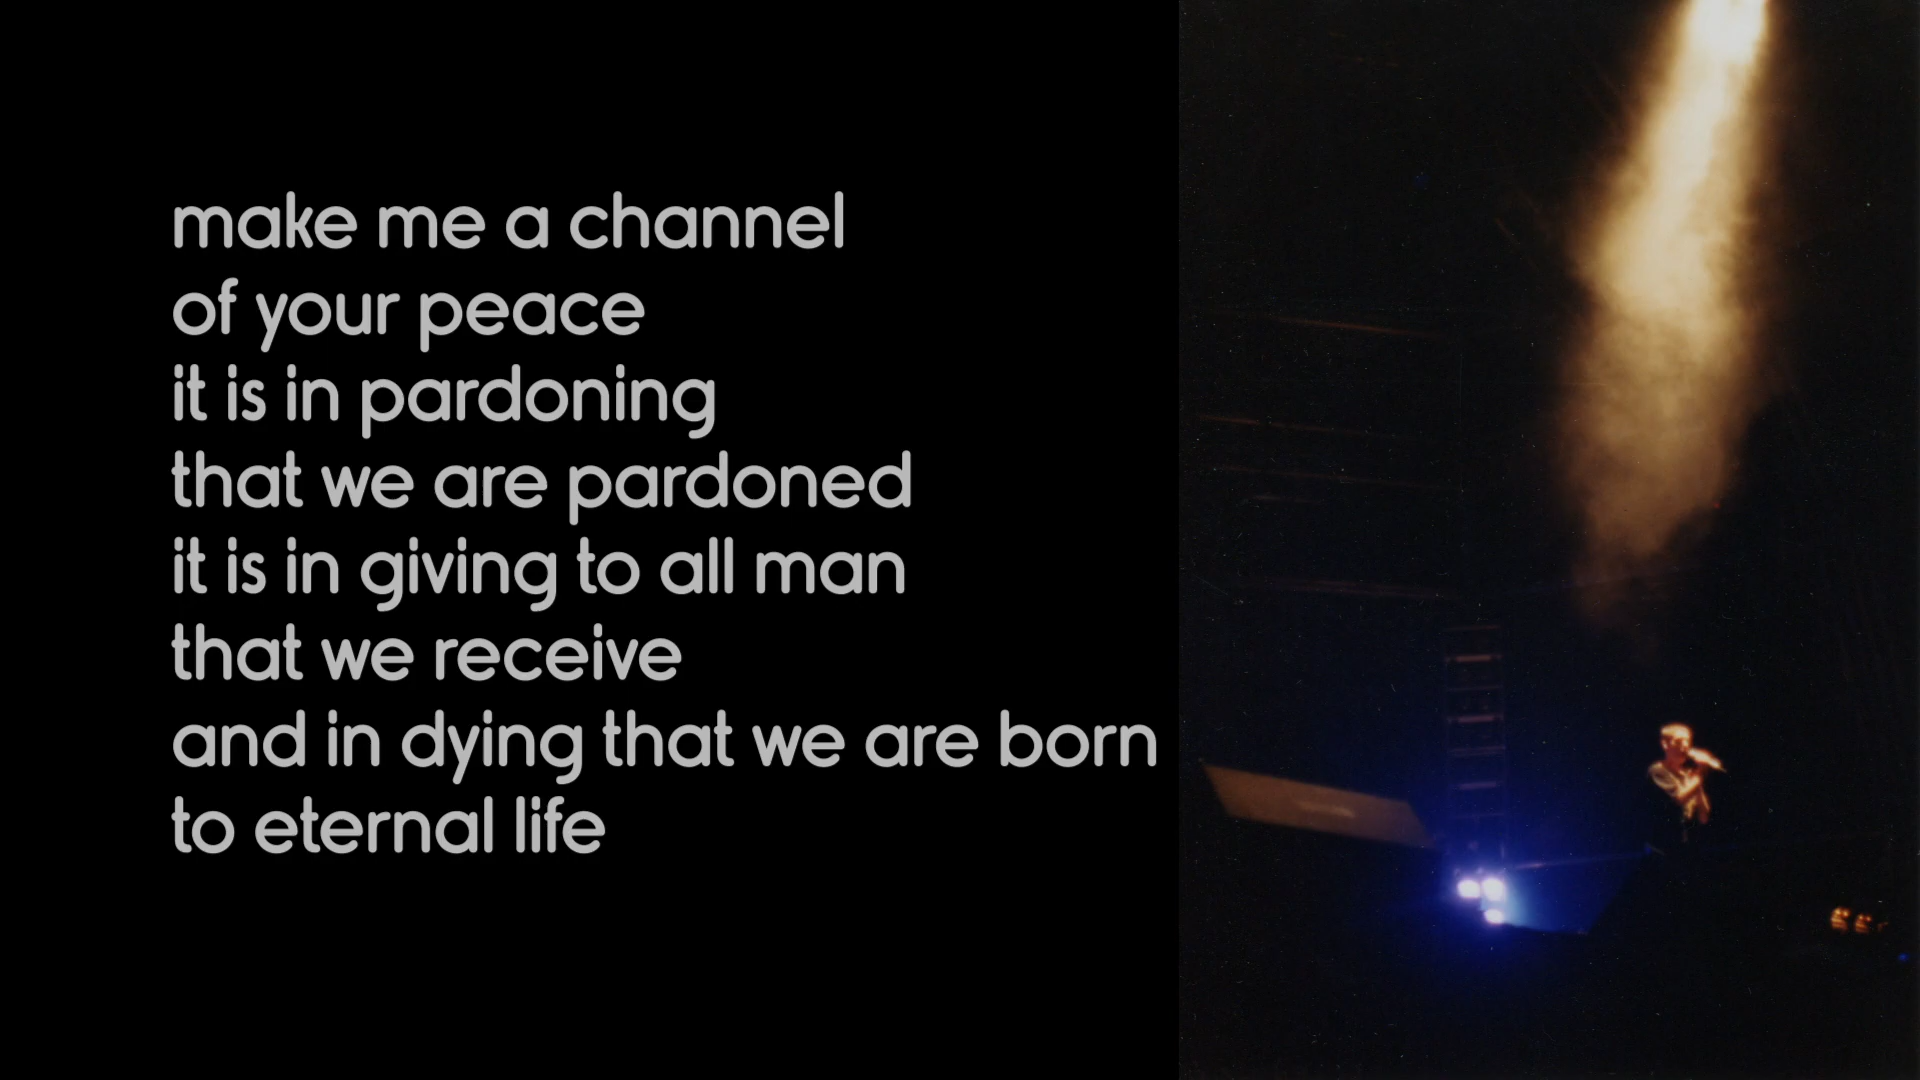 make me a channel
of your peace
it is in pardoning
that we are pardoned
it is in giving to all man
that we receive
and in dying that we are born
to eternal life